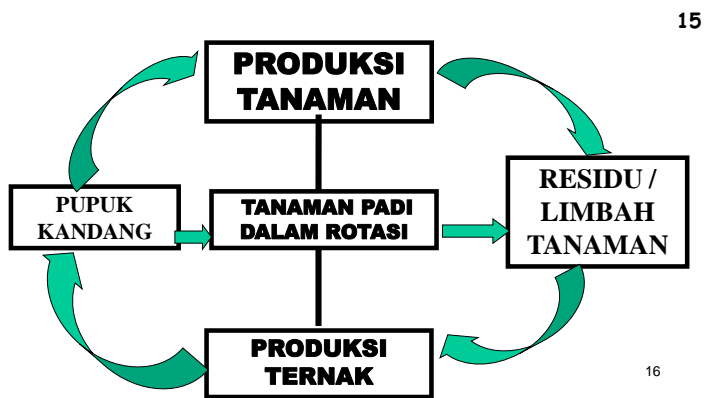 15
PRODUKSI
TANAMAN
PUPUK
KANDANG
TANAMAN PADI
DALAM ROTASI
RESIDU /
LIMBAH
TANAMAN
PRODUKSI
TERNAK
16